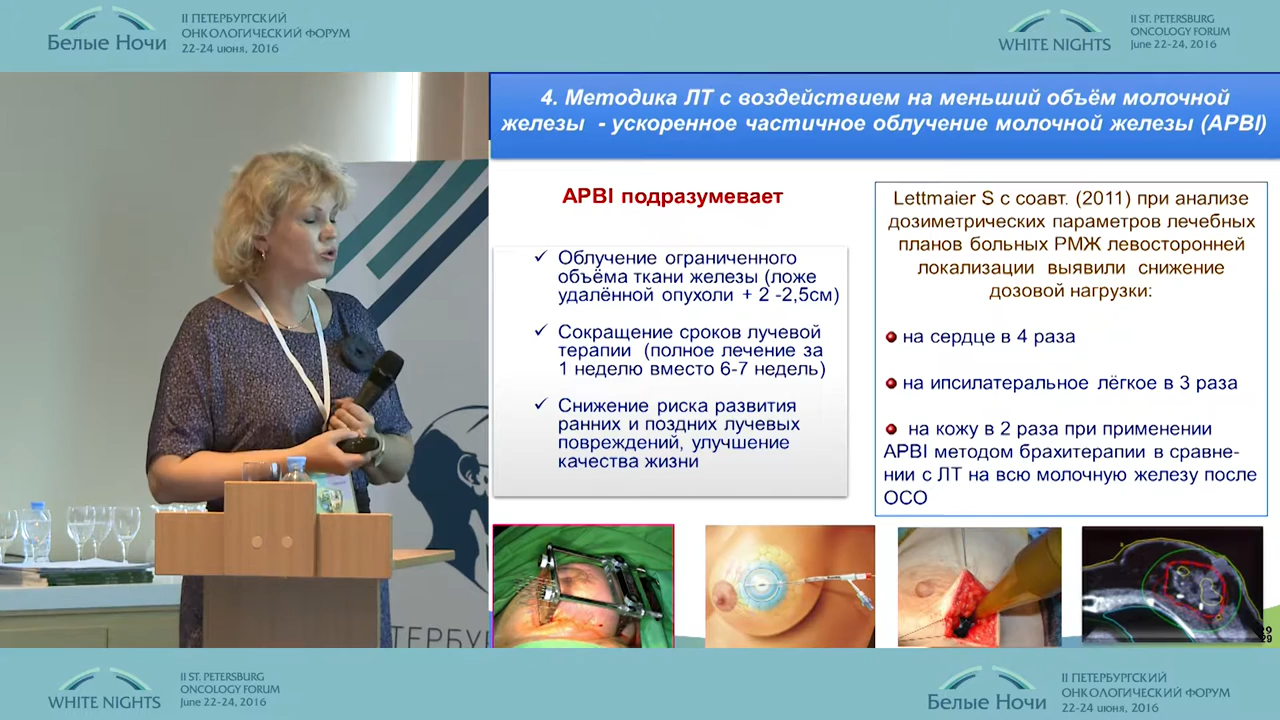 Белые Ночи
II ПЕТЕРБУРГСКИЙ
ОНКОЛОГИЧЕСКИЙ ФОРУМ
22-24 июня, 2016
WHITE NIGHTS
II ST. PETERSBURG
ONCOLOGY FORUM
June 22-24, 2016
4. Методика ЛТ с воздействием на меньший объём молочной
железы - ускоренное частичное облучение молочной железы (APBI)
APBI подразумевает
✓ Облучение ограниченного
объёма ткани железы (ложе
удалённой опухоли + 2 -2,5см)
✓ Сокращение сроков лучевой
терапии (полное лечение за
1 неделю вместо 6-7 недель)
✓ Снижение риска развития
ранних и поздних лучевых
повреждений, улучшение
качества жизни
Lettmaier S с соавт. (2011) при анализе
дозиметрических параметров лечебных
планов больных РМЖ левосторонней
локализации выявили снижение
дозовой нагрузки:
на сердце в 4 раза
на ипсилатеральное лёгкое в 3 раза
на кожу в 2 раза при применении
APBI методом брахитерапии в сравне-
нии с ЛТ на всю молочную железу после
ОСО
29
29
ТЕРБУ
WHITE NIGHTS
II ST. PETERSBURG
ONCOLOGY FORUM
June 22-24, 2016
Белые Ночи
II ПЕТЕРБУРГСКИЙ
ОНКОЛОГИЧЕСКИЙ ФОРУМ
22-24 июня, 2016